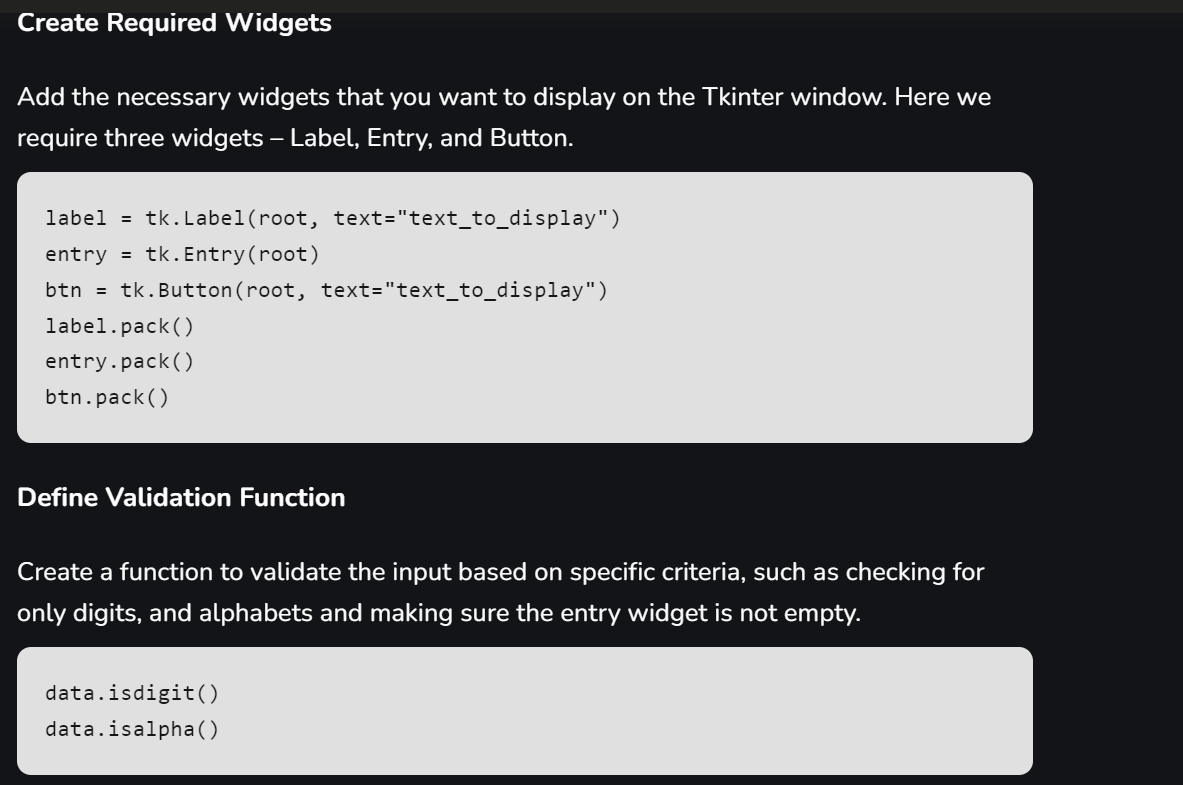 Create Required Widgets
Add the necessary widgets that you want to display on the Tkinter window. Here we
require three widgets – Label, Entry, and Button.
label = tk.Label(root, text="text_to_display")
entry = tk.Entry(root)
btn = tk.Button(root, text="text_to_display")
label.pack()
entry.pack()
btn.pack()
Define Validation Function
Create a function to validate the input based on specific criteria, such as checking for
only digits, and alphabets and making sure the entry widget is not empty.
data.isdigit()
data.isalpha()